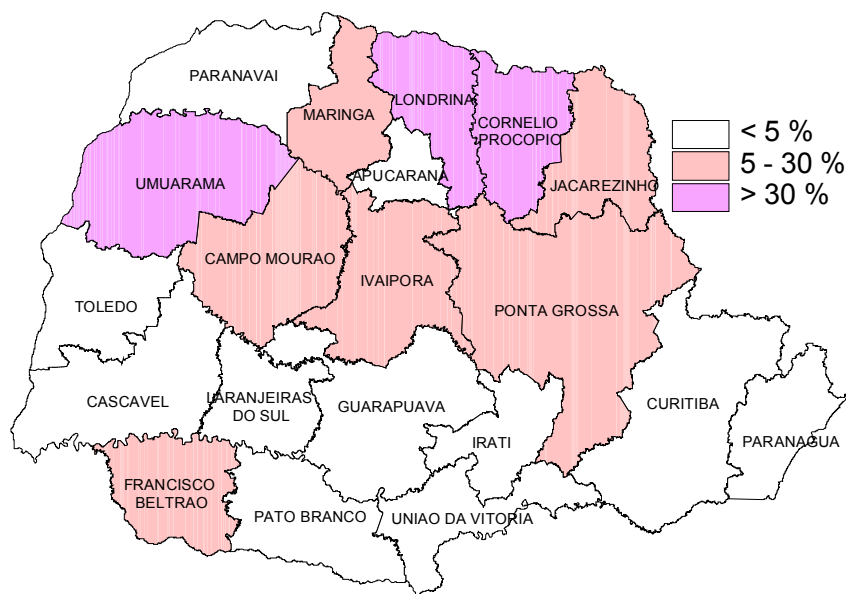 PARANAVAI
LONDRINA
MARINGA
CORNELIO
PROCOPIO
< 5 %
5 - 30 %
> 30 %
APUCARANA
JACAREZINHO
UMUARAMA
CAMPO MOURAO
IVAIPORA
TOLEDO
PONTA GROSSA
CASCAVEL
LARANJEIRAS
DO SUL
GUARAPUAVA
CURITIBA
IRATI
PARANAGUA
FRANCISCO
BELTRAO
PATO BRANCO
UNIAO DA VITORIA